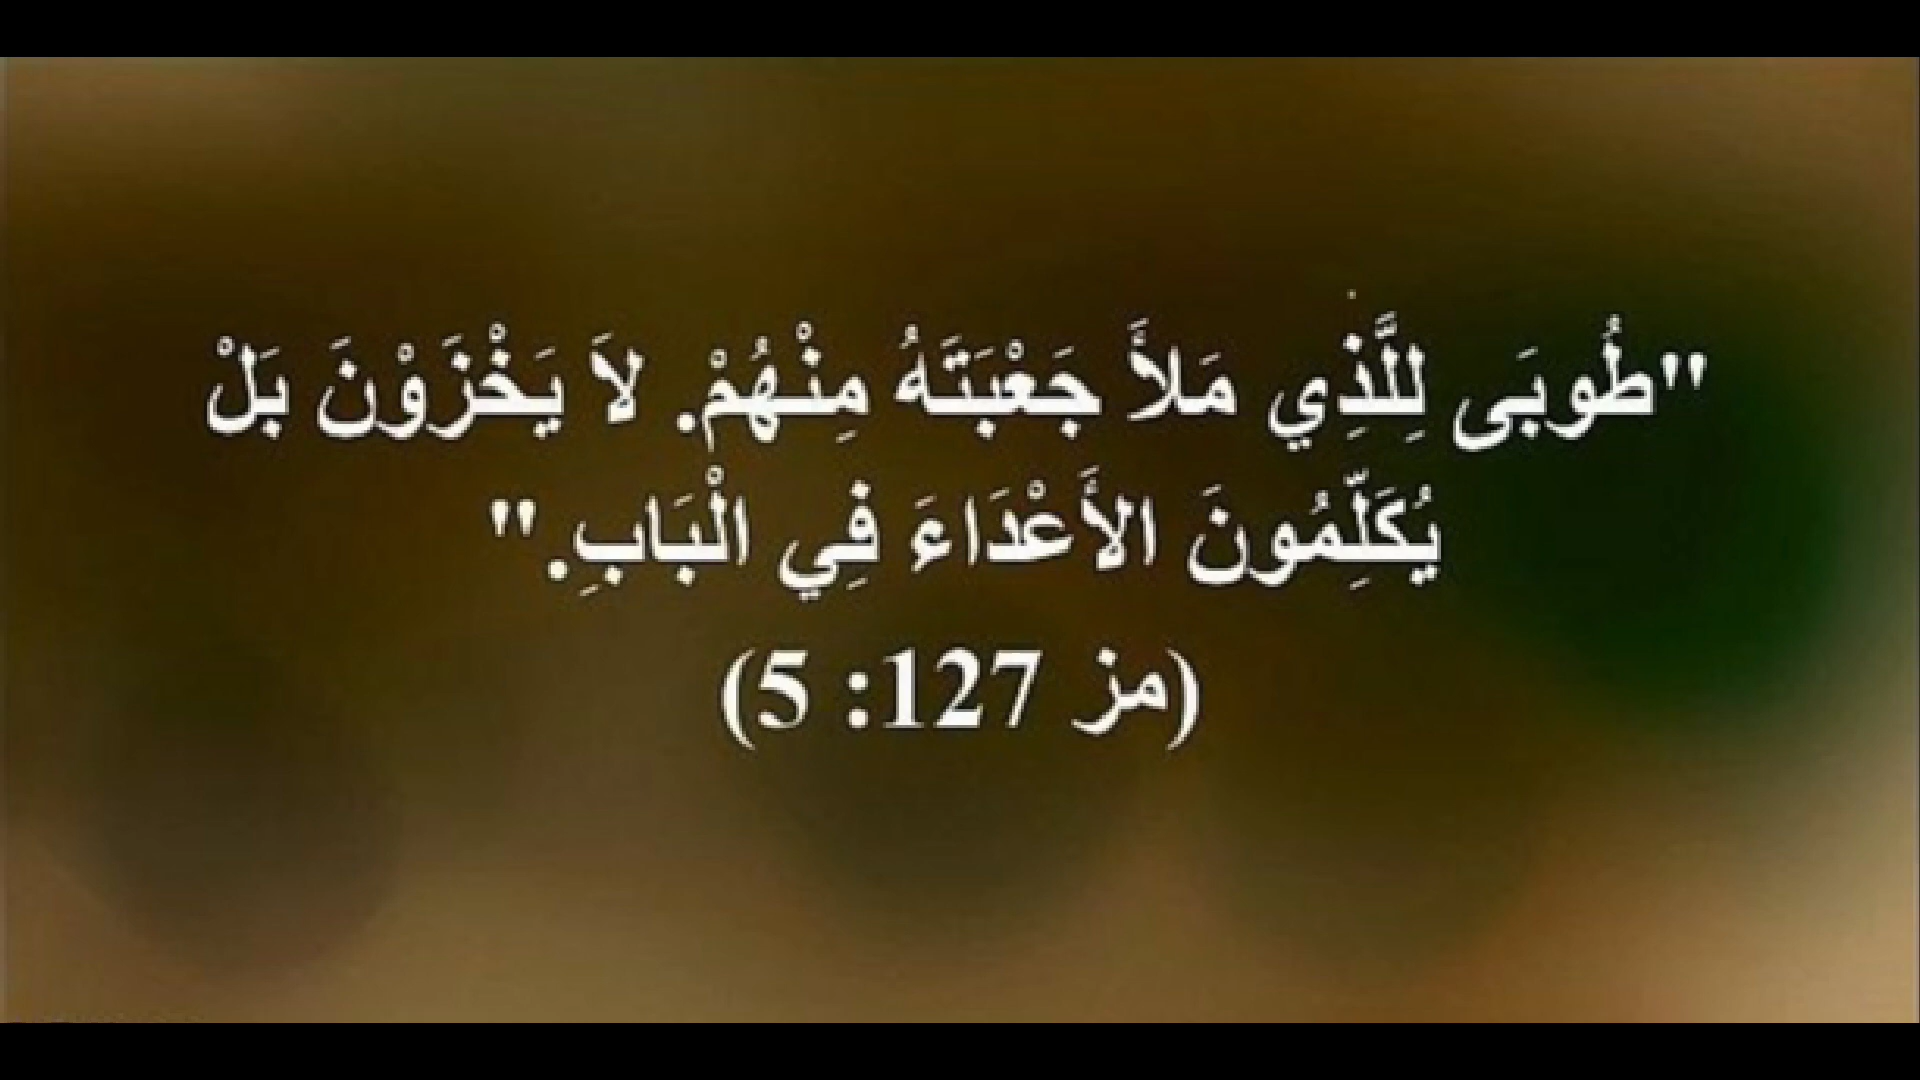 "طُوبَى لِلَّذِي مَلأَ جَعْبَتَهُ مِنْهُمْ. لاَ يَخْزَوْنَ بَلْ
يُكَلِّمُونَ الأَعْدَاءَ فِي الْبَابِ."
(مز 127: 5)